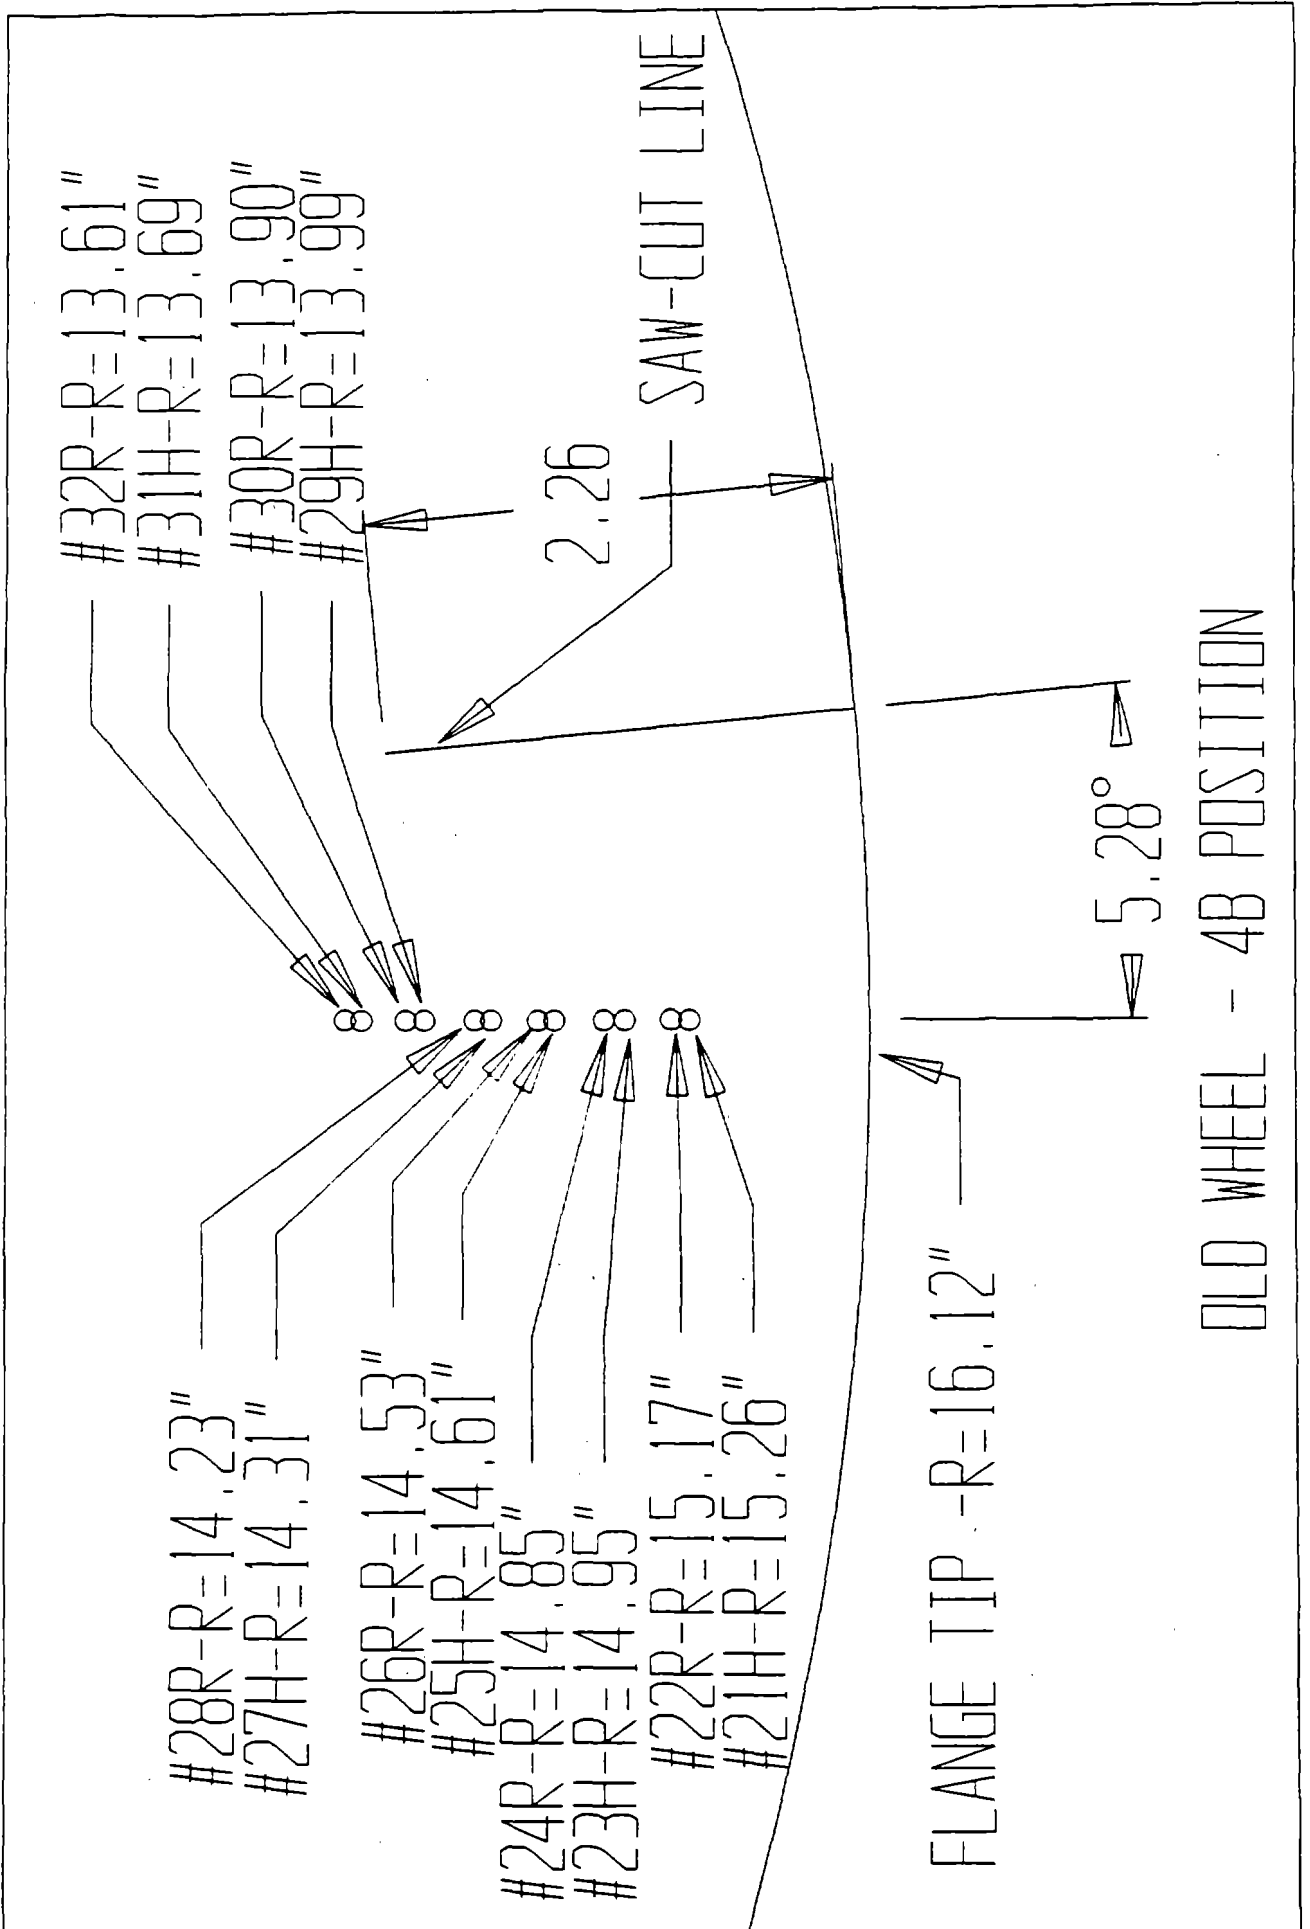 #32R-R=13.61"
#31H-R=13.69"
#30R-R=13.90"
#29H-R=13.99"
2.26
SAW-CUT LINE
#28R-R=14.23"
#27H-R=14.31"
#26R-R=14.53"
#25H-R=14.61"
#24R-R=14.85"
#23H-R=14.95"
#22R-R=15.17"
#21H-R=15.26"
FLANGE TIP -R=16.12"
5.28°
OLD WHEEL - 4B POSITION